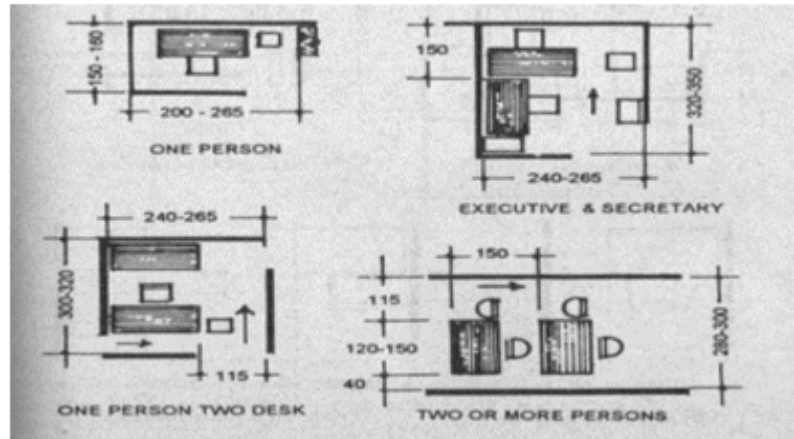 150 - 160
200 - 265
ONE PERSON
150
320-350
240-265
EXECUTIVE & SECRETARY
240-265
300-320
115
ONE PERSON TWO DESK
150
115
120-150
40
280-300
TWO OR MORE PERSONS